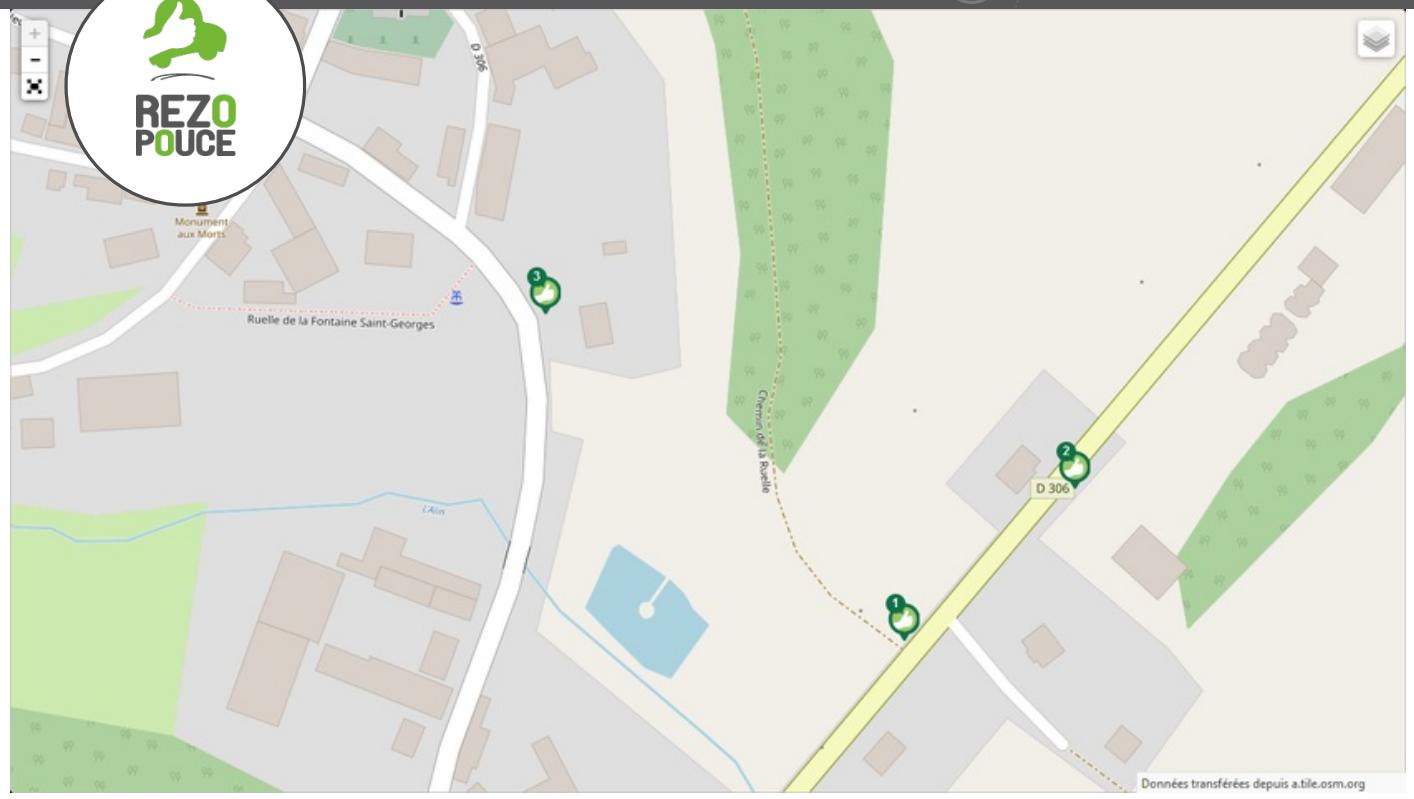 +
-
REZO
POUCE
D 306
Monument
aux Morts
3
Ruelle de la Fontaine Saint-Georges
Chemin de la Ruelle
2
D 306
L'Alin
1
Données transférées depuis a.tile.osm.org